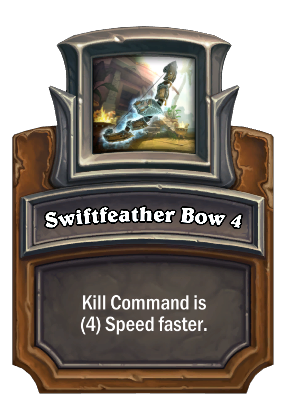 Swiftfeather Bow 4
Kill Command is
(4) Speed faster.